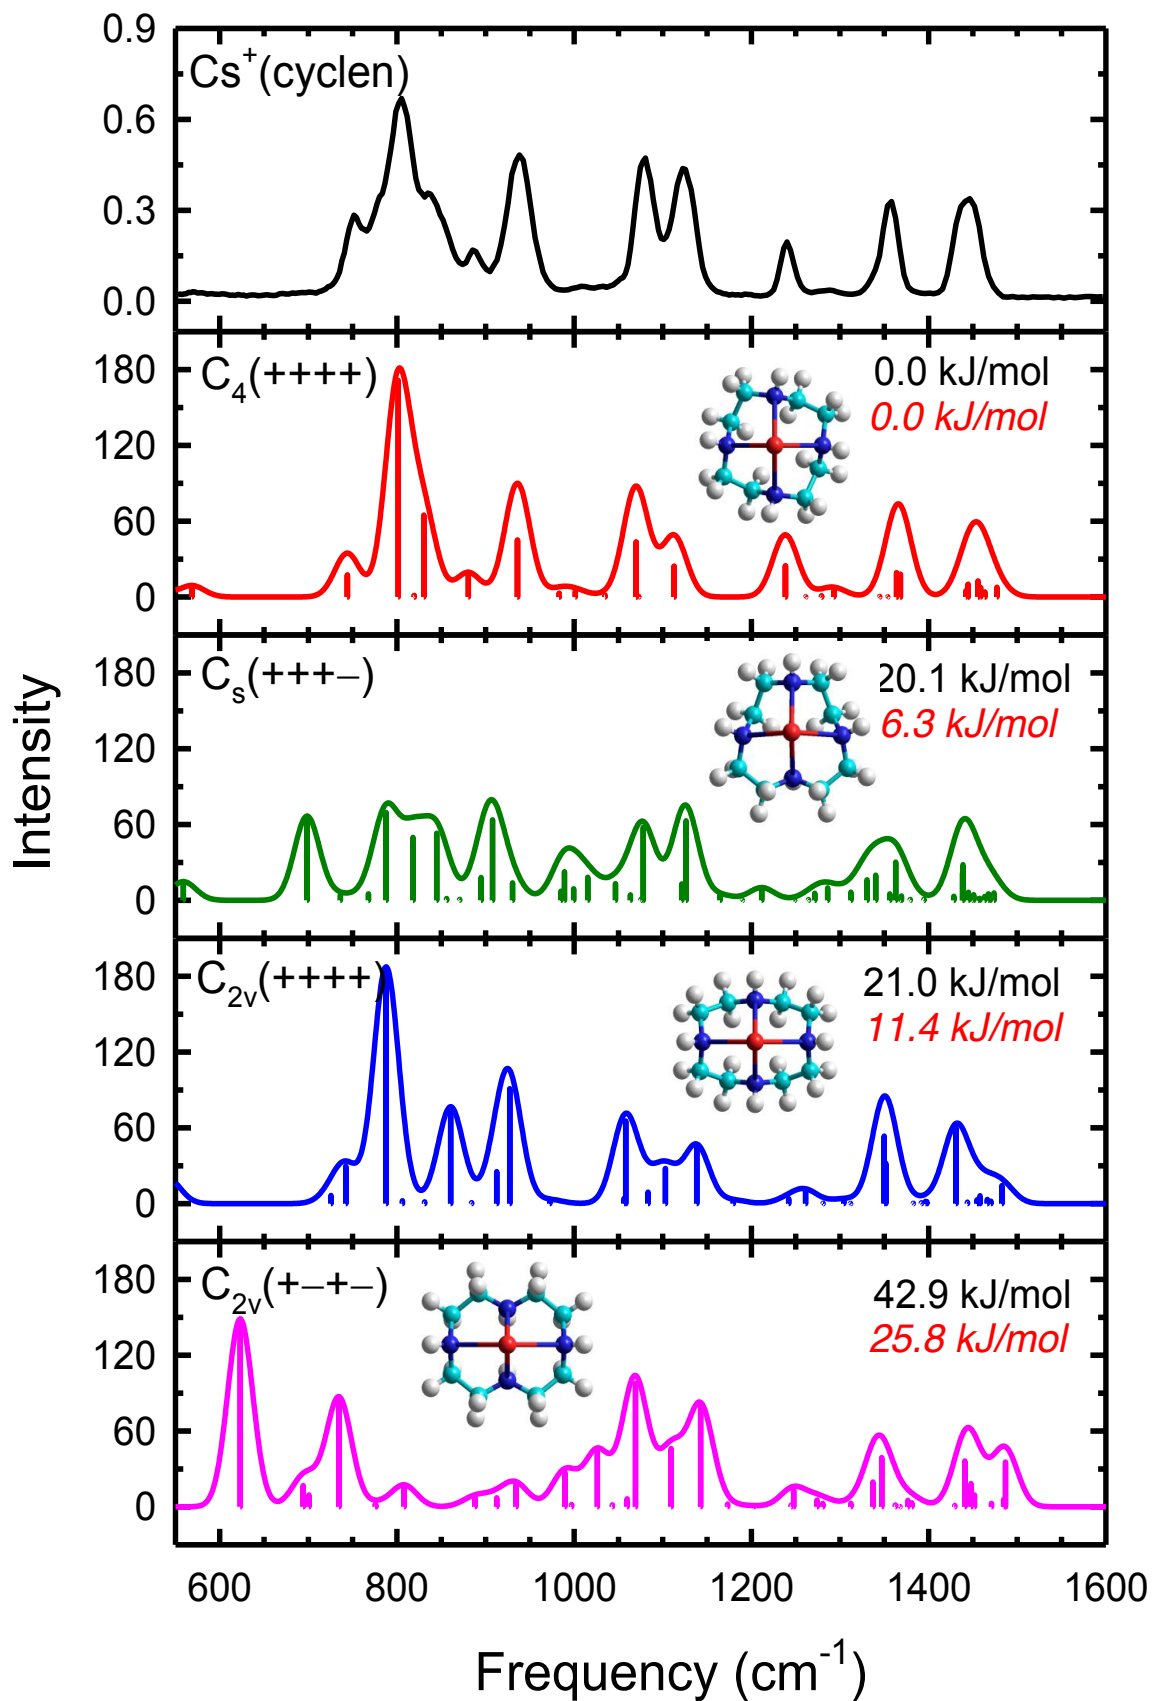 0.9
Cs⁺(cyclen)
0.6
0.3
0.0
C₄(++++)
0.0 kJ/mol
0.0 kJ/mol
180
120
60
0
Cₛ(+++−)
20.1 kJ/mol
6.3 kJ/mol
180
120
60
0
C₂ᵥ(++++)
21.0 kJ/mol
11.4 kJ/mol
180
120
60
0
C₂ᵥ(+−+−)
42.9 kJ/mol
25.8 kJ/mol
180
120
60
0
Intensity
600 800 1000 1200 1400 1600
Frequency (cm⁻¹)